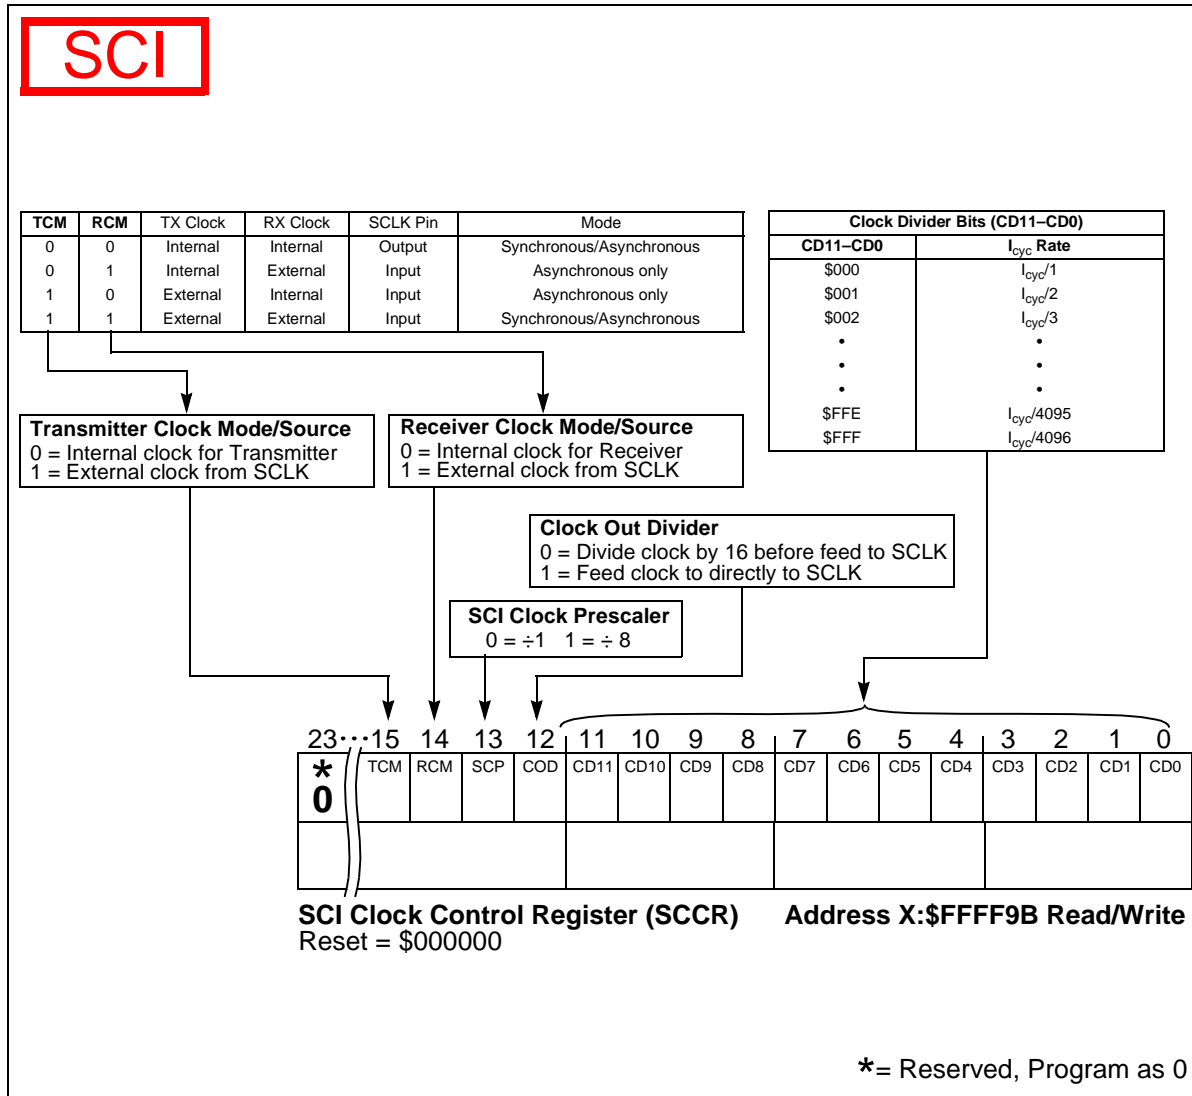 SCI
TCM RCM TX Clock RX Clock SCLK Pin Mode
0 0 Internal Internal Output Synchronous/Asynchronous
0 1 Internal External Input Asynchronous only
1 0 External Internal Input Asynchronous only
1 1 External External Input Synchronous/Asynchronous
Clock Divider Bits (CD11–CD0)
CD11–CD0 Icyc Rate
$000 Icyc/1
$001 Icyc/2
$002 Icyc/3
• •
• •
• •
$FFE Icyc/4095
$FFF Icyc/4096
Transmitter Clock Mode/Source
0 = Internal clock for Transmitter
1 = External clock from SCLK
Receiver Clock Mode/Source
0 = Internal clock for Receiver
1 = External clock from SCLK
Clock Out Divider
0 = Divide clock by 16 before feed to SCLK
1 = Feed clock to directly to SCLK
SCI Clock Prescaler
0 = ÷1 1 = ÷ 8
23 ••• 15 14 13 12 11 10 9 8 7 6 5 4 3 2 1 0
* TCM RCM SCP COD CD11 CD10 CD9 CD8 CD7 CD6 CD5 CD4 CD3 CD2 CD1 CD0
0
SCI Clock Control Register (SCCR) Address X:$FFFF9B Read/Write
Reset = $000000
*= Reserved, Program as 0